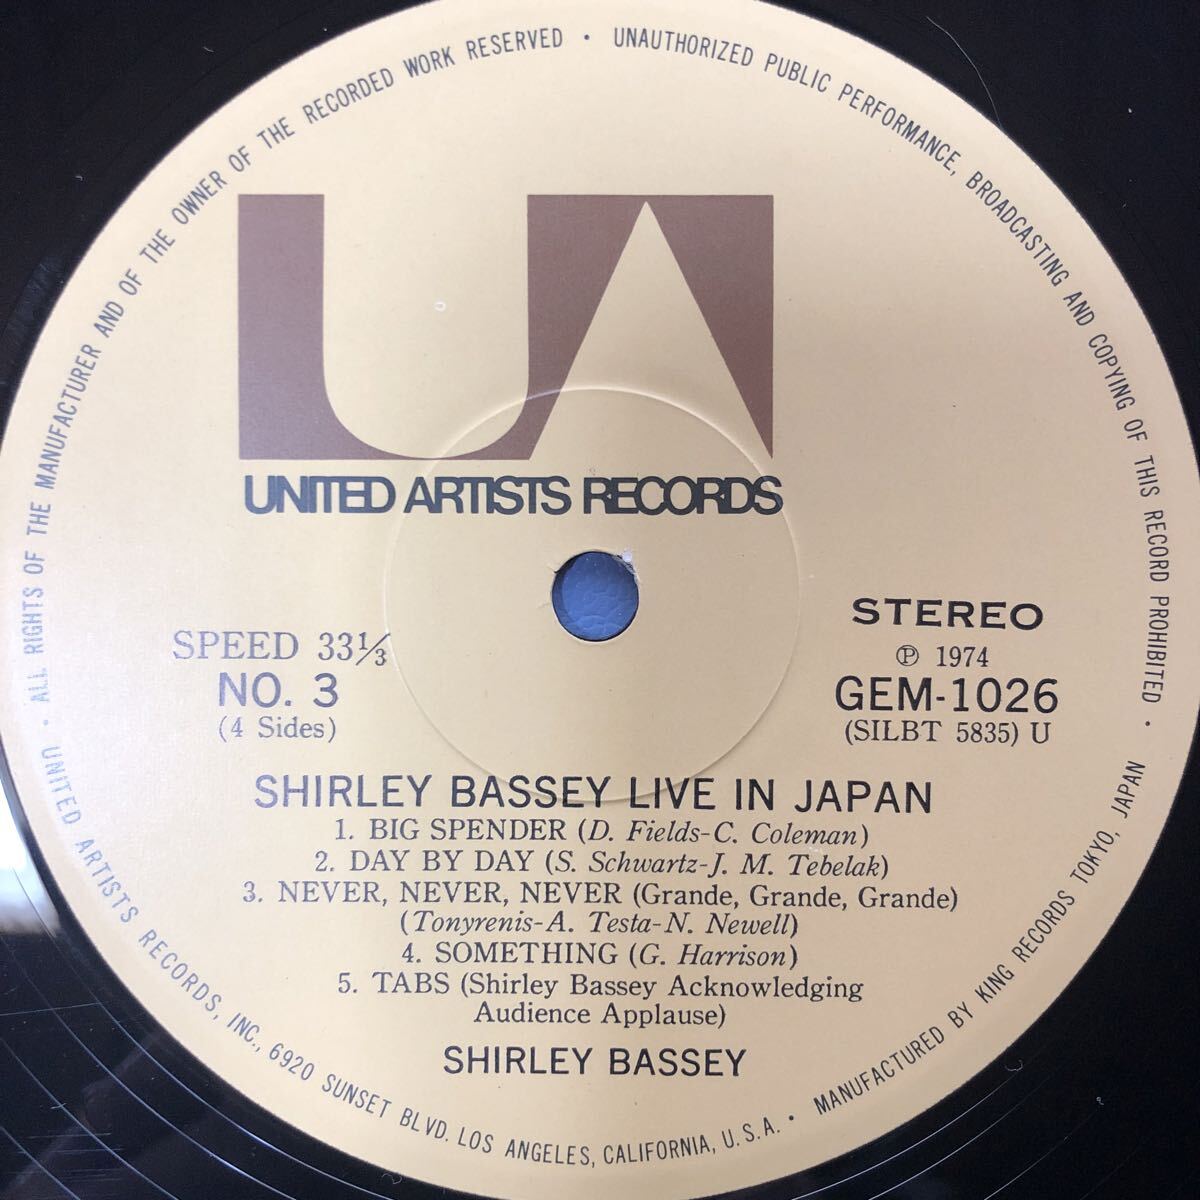 • ALL RIGHTS OF THE MANUFACTURER AND OF THE OWNER OF THE RECORDED WORK RESERVED • UNAUTHORIZED PUBLIC PERFORMANCE, BROADCASTING AND COPYING OF THIS RECORD PROHIBITED •
UA
UNITED ARTISTS RECORDS
SPEED 33⅓
NO. 3
(4 Sides)
STEREO
Ⓟ 1974
GEM-1026
(SILBT 5835) U
SHIRLEY BASSEY LIVE IN JAPAN
1. BIG SPENDER (D. Fields-C. Coleman)
2. DAY BY DAY (S. Schwartz-J. M. Tebelak)
3. NEVER, NEVER, NEVER (Grande, Grande, Grande)
(Tonyrenis-A. Testa-N. Newell)
4. SOMETHING (G. Harrison)
5. TABS (Shirley Bassey Acknowledging
Audience Applause)
SHIRLEY BASSEY
UNITED ARTISTS RECORDS, INC., 6920 SUNSET BLVD. LOS ANGELES, CALIFORNIA, U.S.A. • MANUFACTURED BY KING RECORDS TOKYO, JAPAN